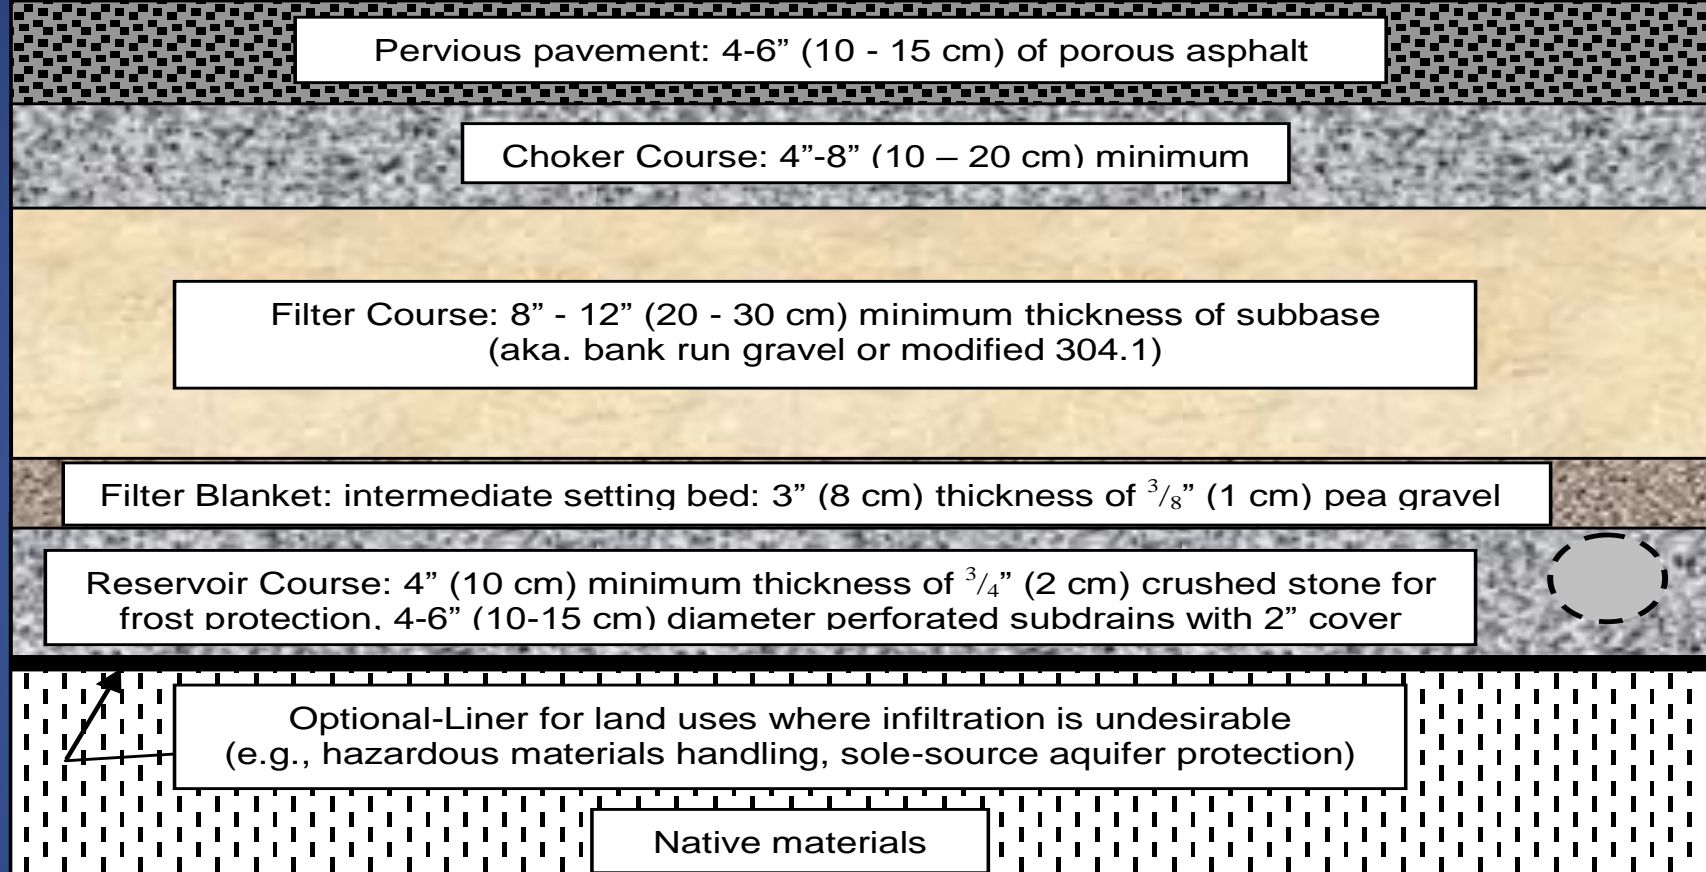 Pervious pavement: 4-6” (10 - 15 cm) of porous asphalt
Choker Course: 4”-8” (10 – 20 cm) minimum
Filter Course: 8” - 12” (20 - 30 cm) minimum thickness of subbase
(aka. bank run gravel or modified 304.1)
Filter Blanket: intermediate setting bed: 3” (8 cm) thickness of 3/8” (1 cm) pea gravel
Reservoir Course: 4” (10 cm) minimum thickness of 3/4” (2 cm) crushed stone for
frost protection, 4-6” (10-15 cm) diameter perforated subdrains with 2” cover
Optional-Liner for land uses where infiltration is undesirable
(e.g., hazardous materials handling, sole-source aquifer protection)
Native materials